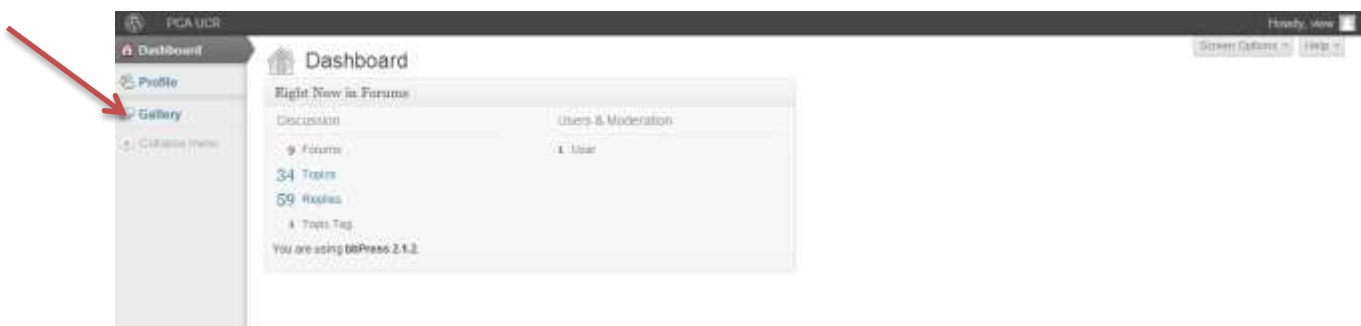 PGA UCR
Howdy, view
Dashboard
Screen Options
Help
Dashboard
Profile
Right Now in Forums
Gallery
Discussion
Users & Moderation
Collapse menu
9 Forums
1 User
34 Topics
59 Replies
1 Topic Tag
You are using bbPress 2.1.2